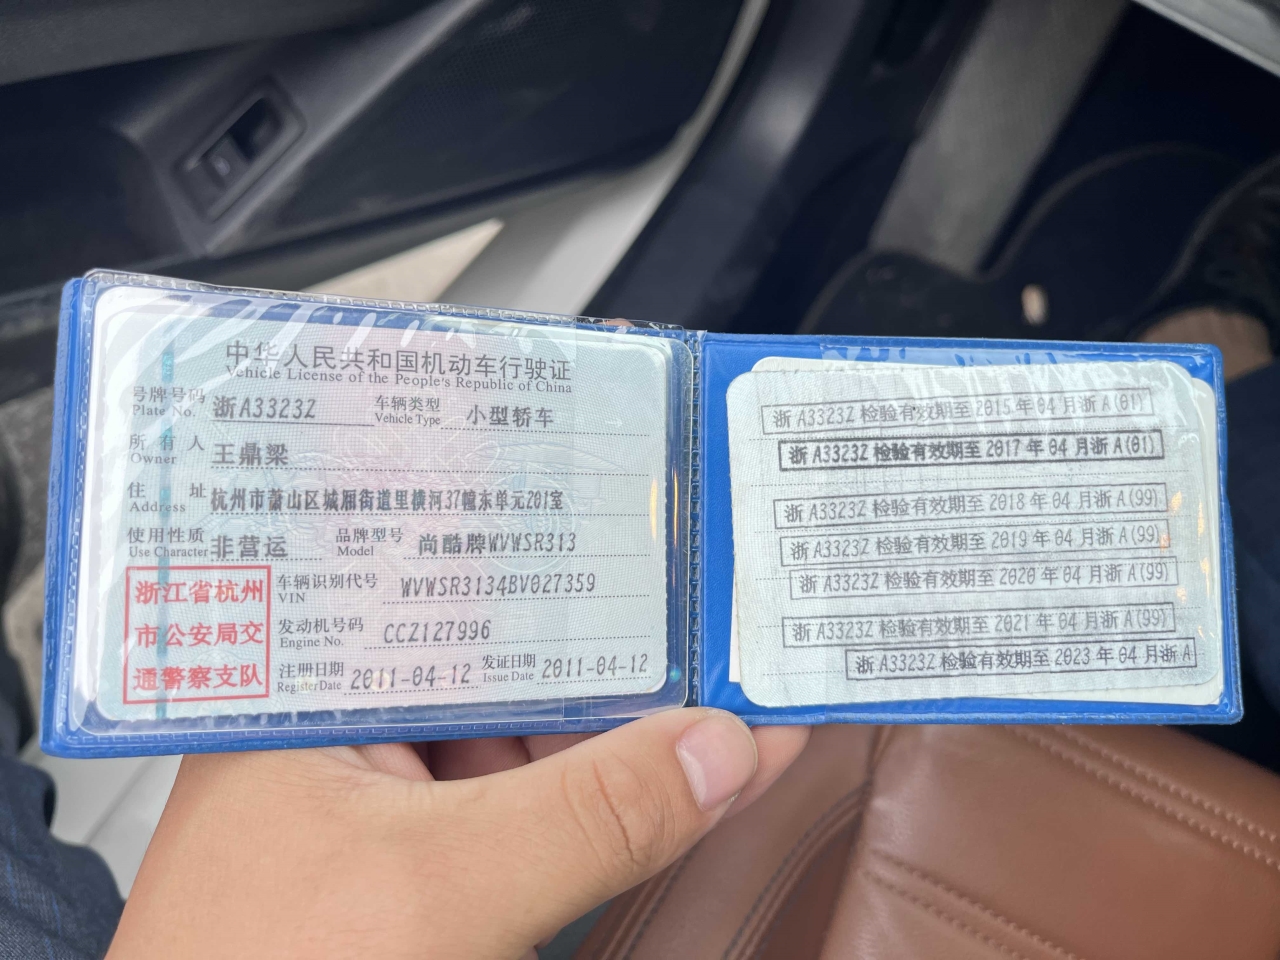 中华人民共和国机动车行驶证
Vehicle License of the People's Republic of China
号牌号码 浙A3323Z 车辆类型 小型轿车
Plate No. Vehicle Type
所有人 王鼎梁
Owner
住址 杭州市萧山区城厢街道里横河37幢东单元201室
Address
使用性质 非营运 品牌型号 尚酷牌WVWSR313
Use Character Model
浙江省杭州
市公安局交
通警察支队
车辆识别代号 WVWSR3134BV027359
VIN
发动机号码 CCZ127996
Engine No.
注册日期 2011-04-12 发证日期 2011-04-12
Register Date Issue Date
浙A3323Z 检验有效期至 2015年04月浙A(01)
浙A3323Z 检验有效期至 2017年04月浙A(01)
浙A3323Z 检验有效期至 2018年04月浙A(99)
浙A3323Z 检验有效期至 2019年04月浙A(99)
浙A3323Z 检验有效期至 2020年04月浙A(99)
浙A3323Z 检验有效期至 2021年04月浙A(99)
浙A3323Z 检验有效期至 2023年04月浙A